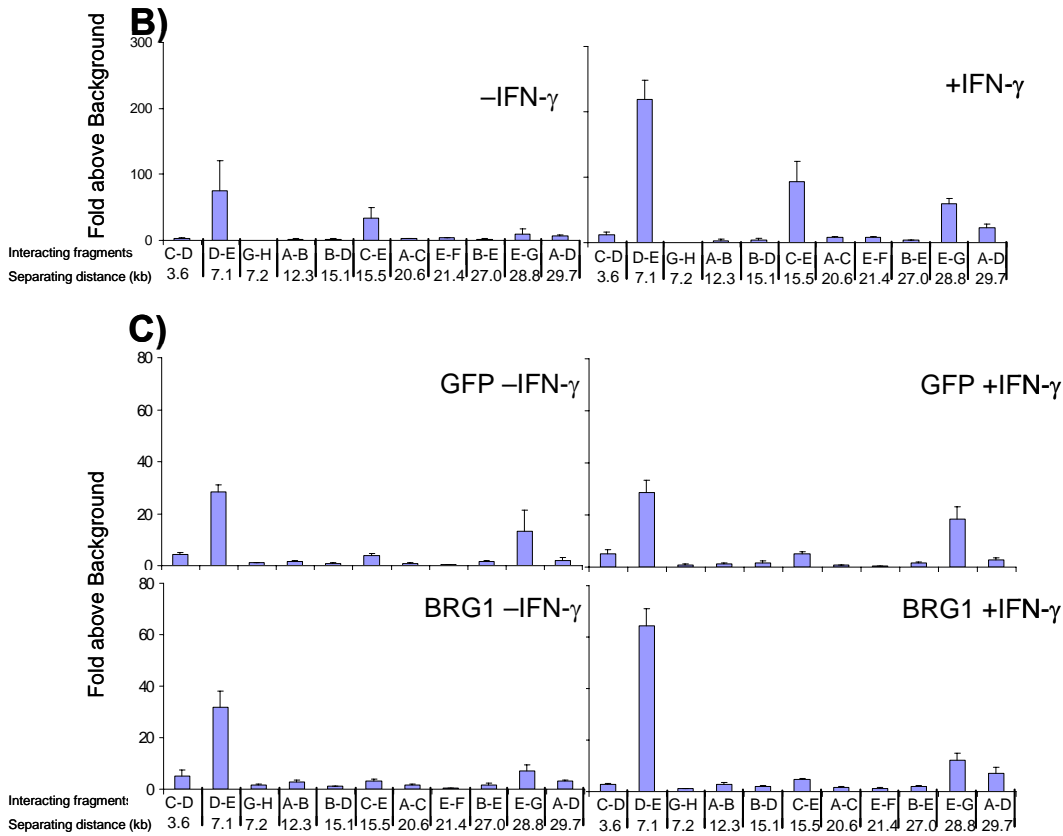 B)
Fold above Background
300
200
100
0
–IFN-γ
+IFN-γ
Interacting fragments
C-D D-E G-H A-B B-D C-E A-C E-F B-E E-G A-D
C-D D-E G-H A-B B-D C-E A-C E-F B-E E-G A-D
Separating distance (kb)
3.6 7.1 7.2 12.3 15.1 15.5 20.6 21.4 27.0 28.8 29.7
3.6 7.1 7.2 12.3 15.1 15.5 20.6 21.4 27.0 28.8 29.7
C)
Fold above Background
80
60
40
20
0
GFP –IFN-γ
GFP +IFN-γ
80
60
40
20
0
BRG1 –IFN-γ
BRG1 +IFN-γ
Interacting fragments
C-D D-E G-H A-B B-D C-E A-C E-F B-E E-G A-D
C-D D-E G-H A-B B-D C-E A-C E-F B-E E-G A-D
Separating distance (kb)
3.6 7.1 7.2 12.3 15.1 15.5 20.6 21.4 27.0 28.8 29.7
3.6 7.1 7.2 12.3 15.1 15.5 20.6 21.4 27.0 28.8 29.7